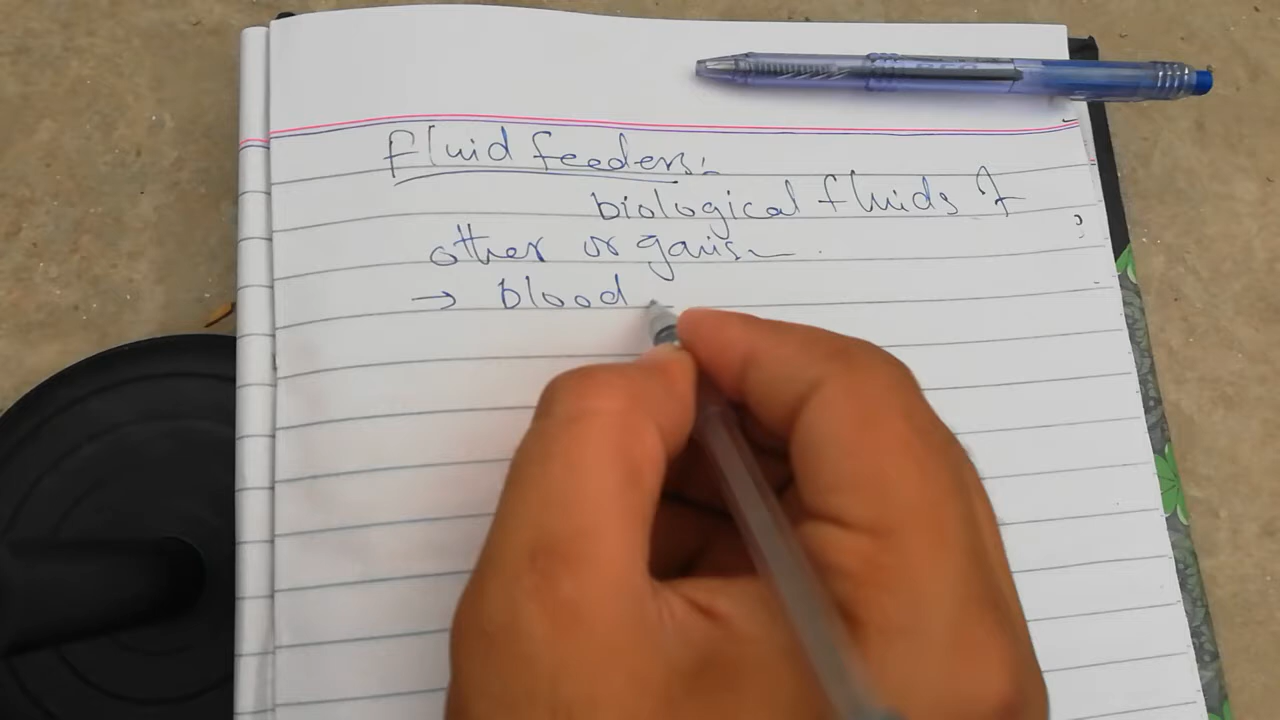 Fluid feeders:
biological fluids of
other organism.
→ blood